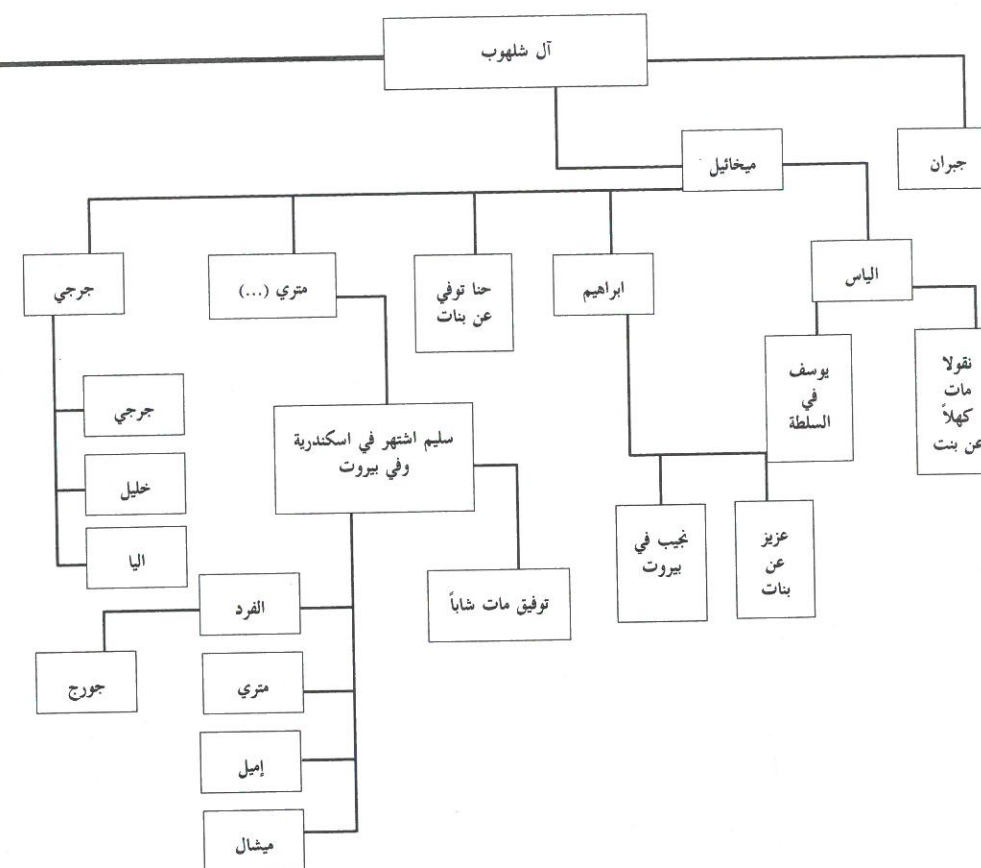 آل شلهوب
جبران
ميخائيل
الياس
ابراهيم
حنا توفي
عن بنات
متري (...)
جرجي
نقولا
مات
كهلاً
عن بنت
يوسف
في
السلطة
سليم اشتهر في اسكندرية
وفي بيروت
جرجي
خليل
اليا
عزيز
عن
بنات
نجيب في
بيروت
توفيق مات شاباً
الفرد
جورج
متري
إميل
ميشال